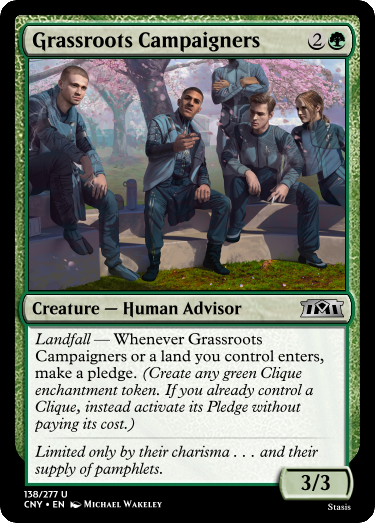 Grassroots Campaigners 2
Creature — Human Advisor
Landfall — Whenever Grassroots
Campaigners or a land you control enters,
make a pledge. (Create any green Clique
enchantment token. If you already control a
Clique, instead activate its Pledge without
paying its cost.)
Limited only by their charisma . . . and their
supply of pamphlets.
3/3
138/277 U
CNY • EN Michael Wakeley
Stasis